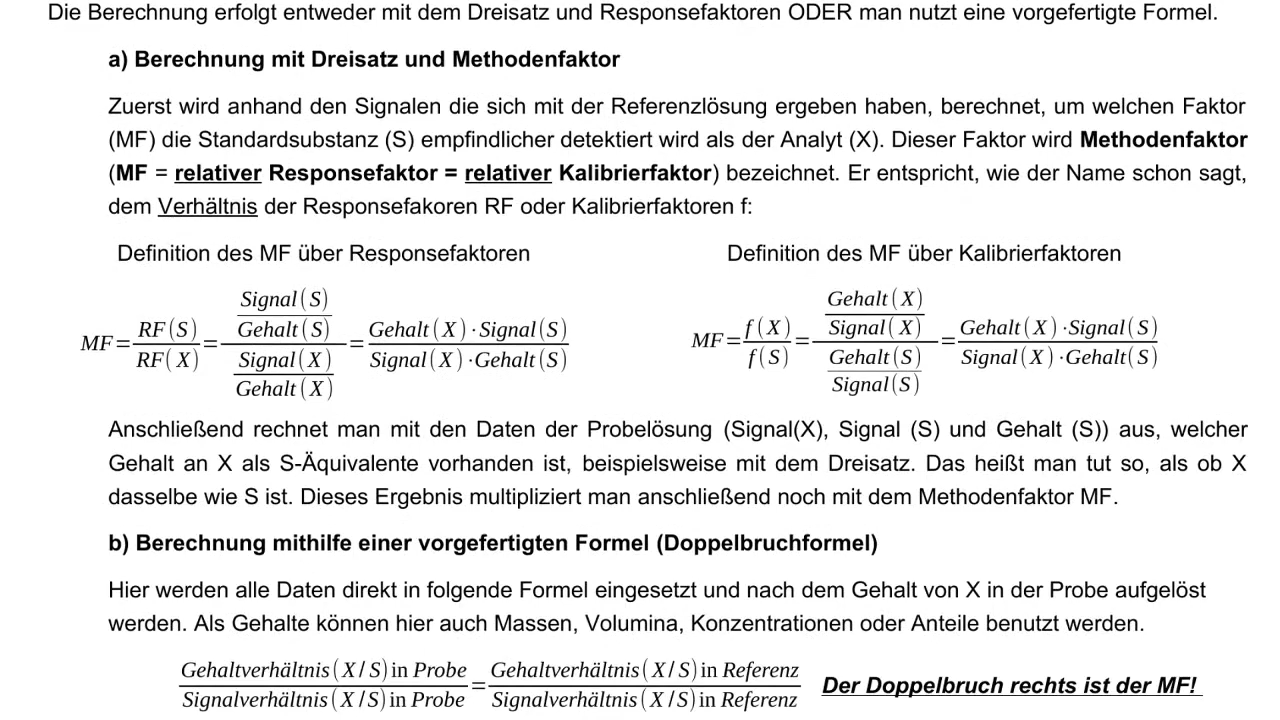 Die Berechnung erfolgt entweder mit dem Dreisatz und Responsefaktoren ODER man nutzt eine vorgefertigte Formel.
a) Berechnung mit Dreisatz und Methodenfaktor
Zuerst wird anhand den Signalen die sich mit der Referenzlösung ergeben haben, berechnet, um welchen Faktor
(MF) die Standardsubstanz (S) empfindlicher detektiert wird als der Analyt (X). Dieser Faktor wird Methodenfaktor
(MF = relativer Responsefaktor = relativer Kalibrierfaktor) bezeichnet. Er entspricht, wie der Name schon sagt,
dem Verhältnis der Responsefakoren RF oder Kalibrierfaktoren f:
Definition des MF über Responsefaktoren
MF = RF(S)/RF(X) = (Signal(S)/Gehalt(S))/(Signal(X)/Gehalt(X)) = (Gehalt(X)·Signal(S))/(Signal(X)·Gehalt(S))
Definition des MF über Kalibrierfaktoren
MF = f(X)/f(S) = (Gehalt(X)/Signal(X))/(Gehalt(S)/Signal(S)) = (Gehalt(X)·Signal(S))/(Signal(X)·Gehalt(S))
Anschließend rechnet man mit den Daten der Probelösung (Signal(X), Signal (S) und Gehalt (S)) aus, welcher
Gehalt an X als S-Äquivalente vorhanden ist, beispielsweise mit dem Dreisatz. Das heißt man tut so, als ob X
dasselbe wie S ist. Dieses Ergebnis multipliziert man anschließend noch mit dem Methodenfaktor MF.
b) Berechnung mithilfe einer vorgefertigten Formel (Doppelbruchformel)
Hier werden alle Daten direkt in folgende Formel eingesetzt und nach dem Gehalt von X in der Probe aufgelöst
werden. Als Gehalte können hier auch Massen, Volumina, Konzentrationen oder Anteile benutzt werden.
Gehaltverhältnis(X/S) in Probe / Signalverhältnis(X/S) in Probe = Gehaltverhältnis(X/S) in Referenz / Signalverhältnis(X/S) in Referenz Der Doppelbruch rechts ist der MF!